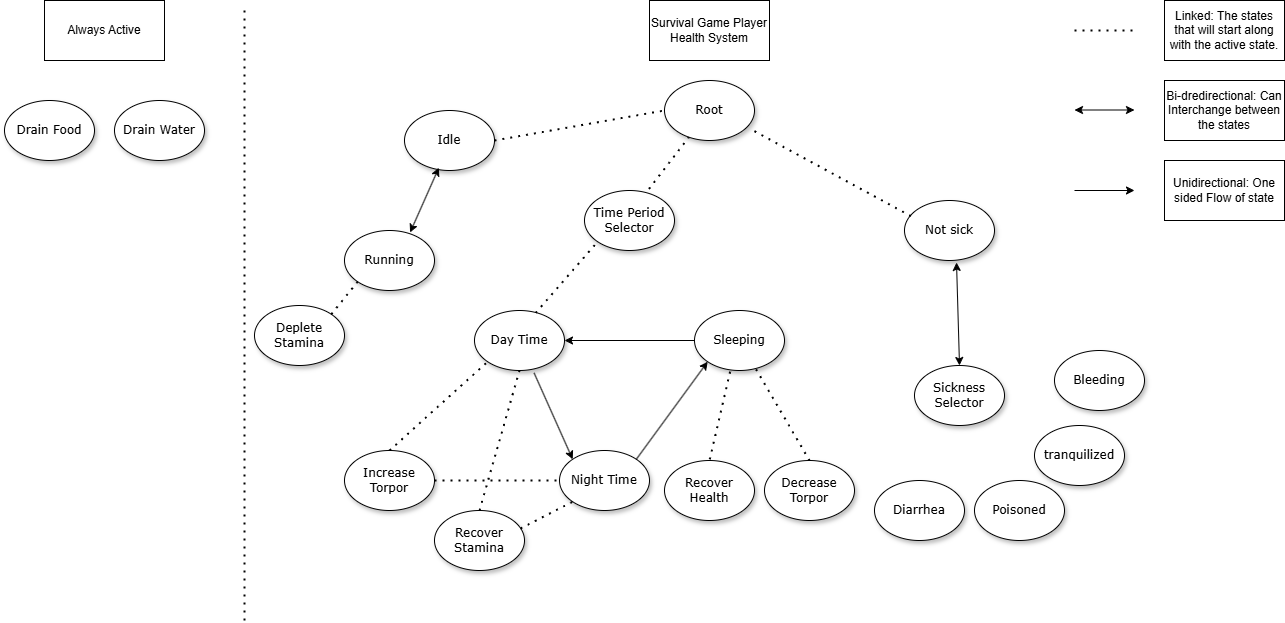 Always Active
Survival Game Player
Health System
Linked: The states
that will start along
with the active state.
Bi-dredirectional: Can
Interchange between
the states
Unidirectional: One
sided Flow of state
Drain Food
Drain Water
Root
Idle
Time Period
Selector
Not sick
Running
Deplete
Stamina
Day Time
Sleeping
Sickness
Selector
Bleeding
tranquilized
Increase
Torpor
Night Time
Recover
Health
Decrease
Torpor
Diarrhea
Poisoned
Recover
Stamina